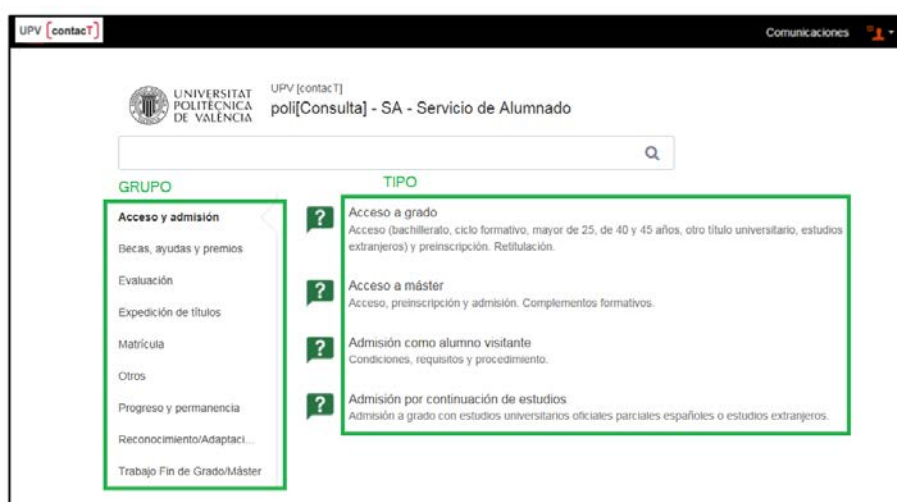 UPV [contacT]
Comunicaciones
UNIVERSITAT
POLITÈCNICA
DE VALÈNCIA
UPV [contacT]
poli[Consulta] - SA - Servicio de Alumnado
GRUPO
TIPO
Acceso y admisión
Becas, ayudas y premios
Evaluación
Expedición de títulos
Matrícula
Otros
Progreso y permanencia
Reconocimiento/Adaptaci...
Trabajo Fin de Grado/Máster
Acceso a grado
Acceso (bachillerato, ciclo formativo, mayor de 25, de 40 y 45 años, otro título universitario, estudios
extranjeros) y preinscripción. Retitulación.
Acceso a máster
Acceso, preinscripción y admisión. Complementos formativos.
Admisión como alumno visitante
Condiciones, requisitos y procedimiento.
Admisión por continuación de estudios
Admisión a grado con estudios universitarios oficiales parciales españoles o estudios extranjeros.